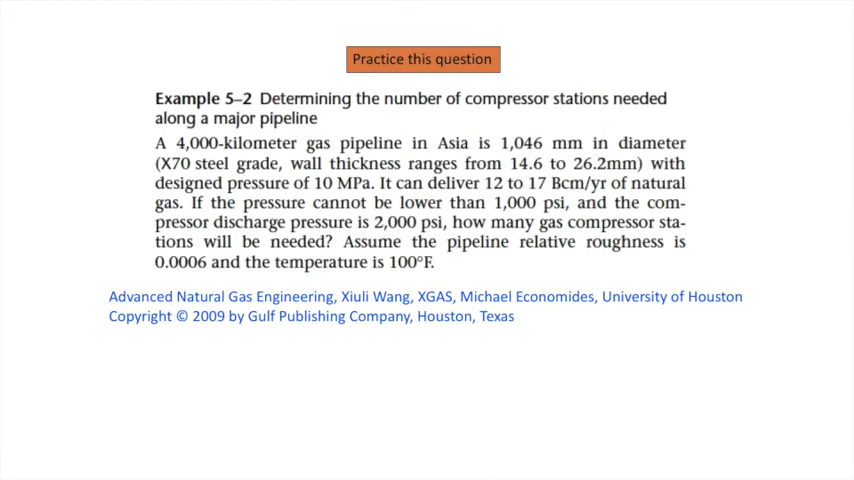 Practice this question
Example 5–2 Determining the number of compressor stations needed
along a major pipeline
A 4,000-kilometer gas pipeline in Asia is 1,046 mm in diameter
(X70 steel grade, wall thickness ranges from 14.6 to 26.2mm) with
designed pressure of 10 MPa. It can deliver 12 to 17 Bcm/yr of natural
gas. If the pressure cannot be lower than 1,000 psi, and the com-
pressor discharge pressure is 2,000 psi, how many gas compressor sta-
tions will be needed? Assume the pipeline relative roughness is
0.0006 and the temperature is 100°F.
Advanced Natural Gas Engineering, Xiuli Wang, XGAS, Michael Economides, University of Houston
Copyright © 2009 by Gulf Publishing Company, Houston, Texas